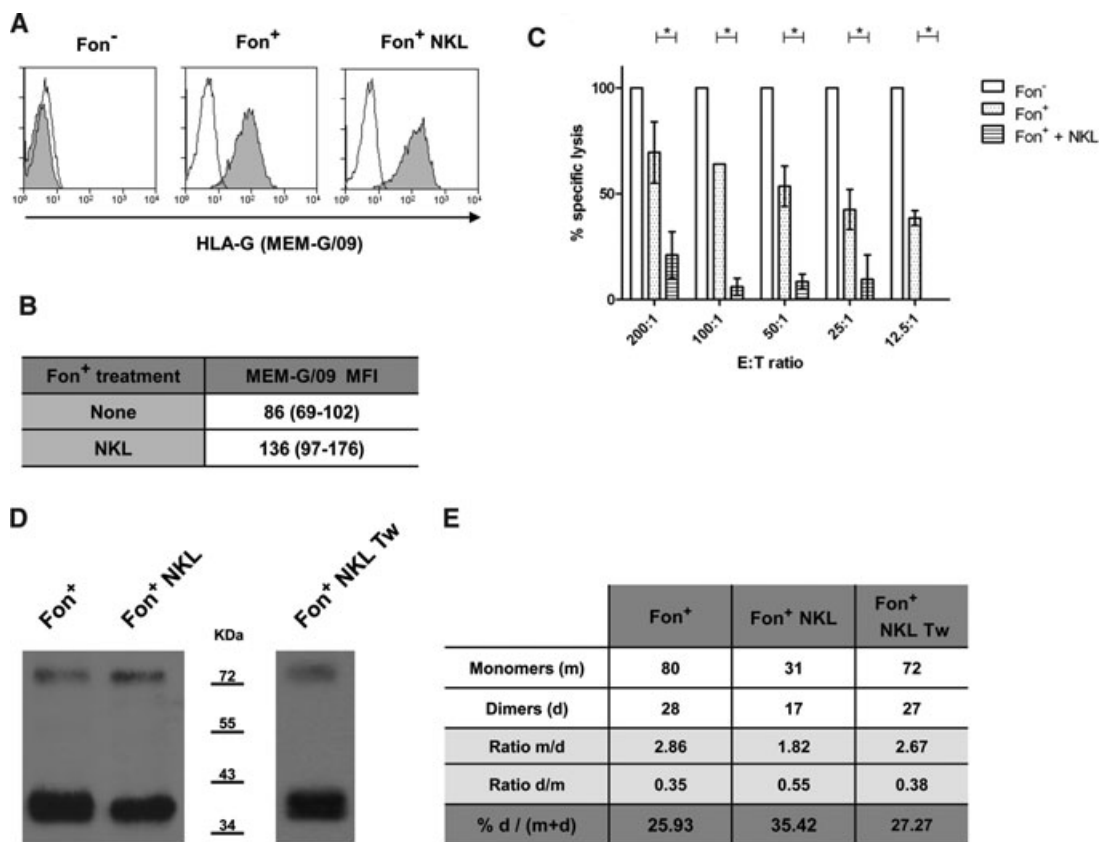 A
Fon⁻ Fon⁺ Fon⁺ NKL
10⁰ 10¹ 10² 10³ 10⁴ 10⁰ 10¹ 10² 10³ 10⁴ 10⁰ 10¹ 10² 10³ 10⁴
HLA-G (MEM-G/09)
B
Fon⁺ treatment MEM-G/09 MFI
None 86 (69-102)
NKL 136 (97-176)
C
* * * * *
100
50
0
% specific lysis
200:1 100:1 50:1 25:1 12.5:1
E:T ratio
Fon⁻
Fon⁺
Fon⁺ + NKL
D
Fon⁺ Fon⁺ NKL Fon⁺ NKL Tw
KDa
72
55
43
34
E
Fon⁺ Fon⁺ NKL Fon⁺ NKL Tw
Monomers (m) 80 31 72
Dimers (d) 28 17 27
Ratio m/d 2.86 1.82 2.67
Ratio d/m 0.35 0.55 0.38
% d / (m+d) 25.93 35.42 27.27